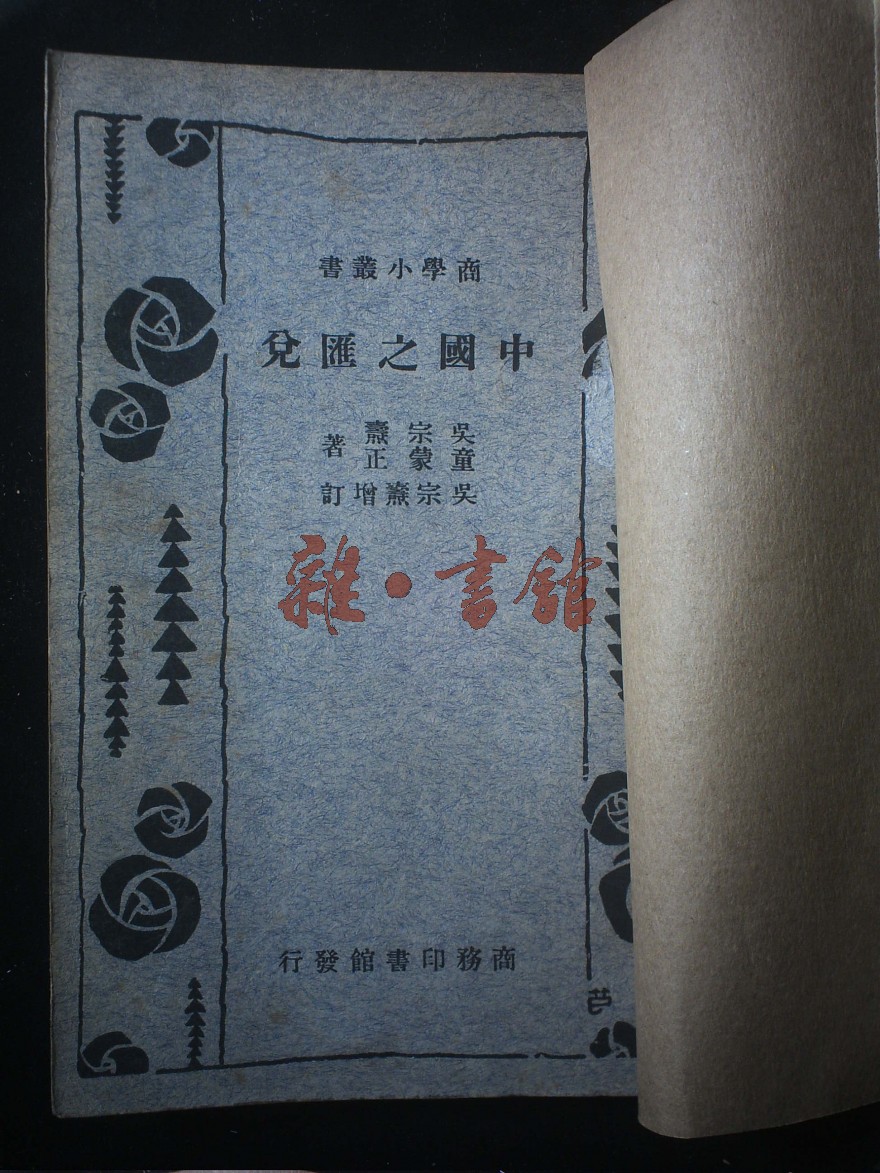 商學小叢書
中國之匯兌
吳宗燾
童蒙正
著
吳宗燾增訂
雜•書館
商務印書館發行